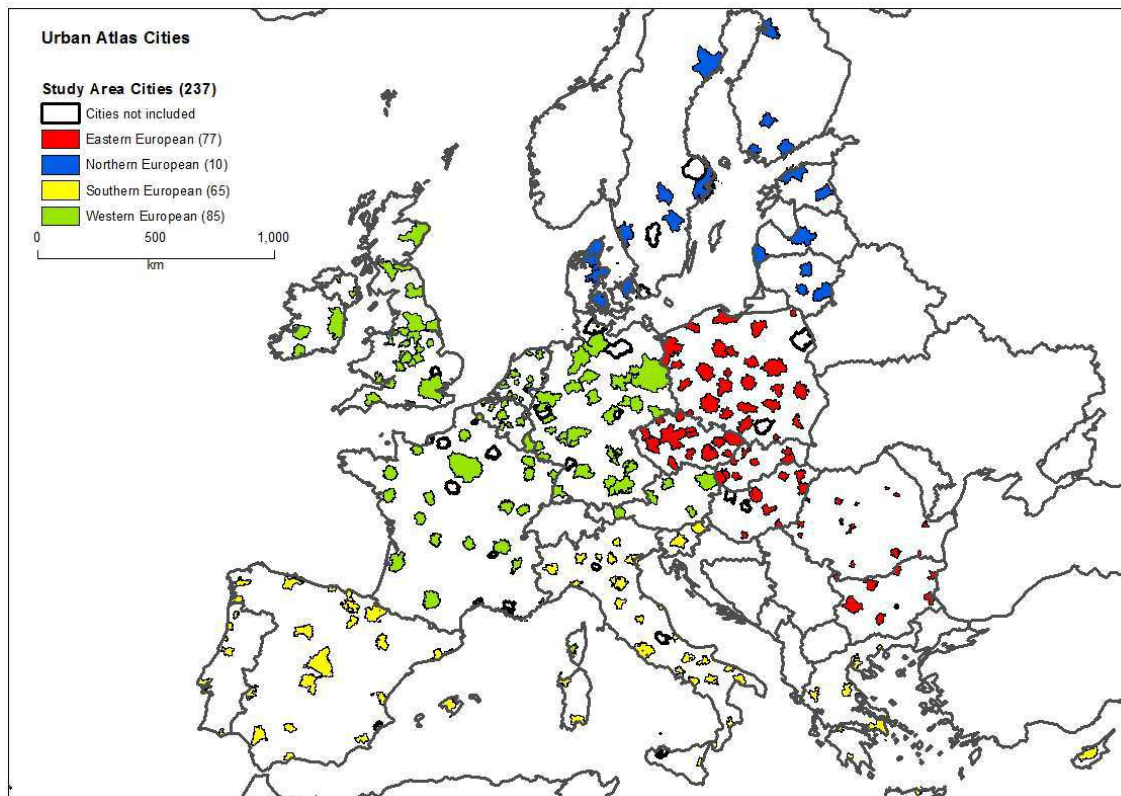 Urban Atlas Cities
Study Area Cities (237)
Cities not included
Eastern European (77)
Northern European (10)
Southern European (65)
Western European (85)
0 500 1,000
km